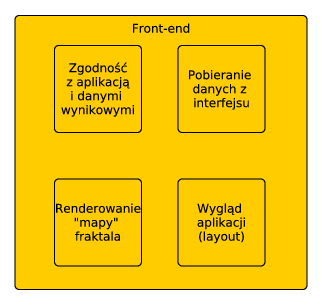 Front-end
Zgodność
z aplikacją
i danymi
wynikowymi
Pobieranie
danych z
interfejsu
Renderowanie
"mapy"
fraktala
Wygląd
aplikacji
(layout)